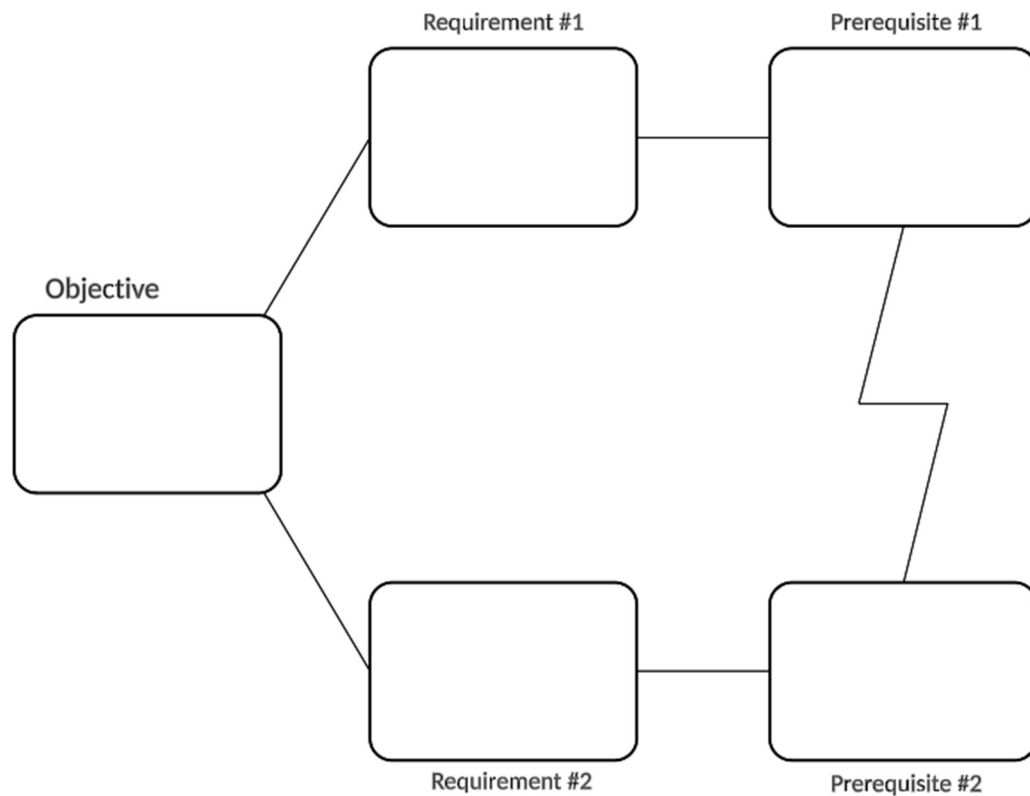 Requirement #1
Prerequisite #1
Objective
Requirement #2
Prerequisite #2